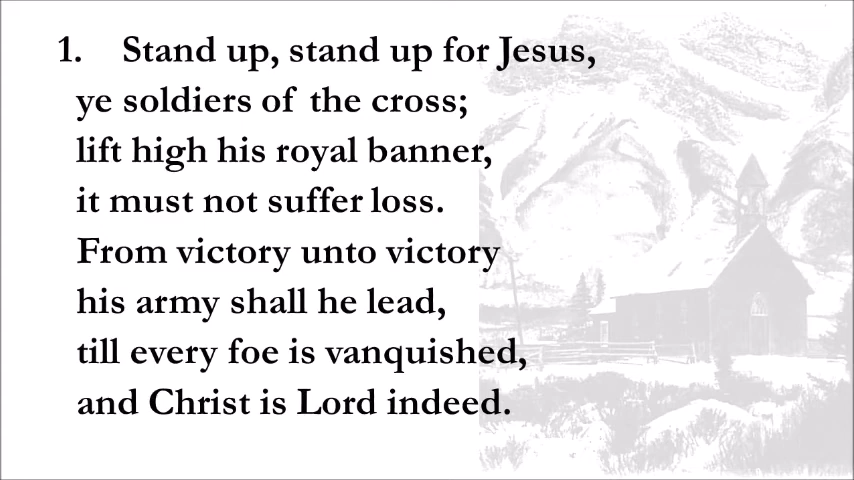 1. Stand up, stand up for Jesus,
ye soldiers of the cross;
lift high his royal banner,
it must not suffer loss.
From victory unto victory
his army shall he lead,
till every foe is vanquished,
and Christ is Lord indeed.